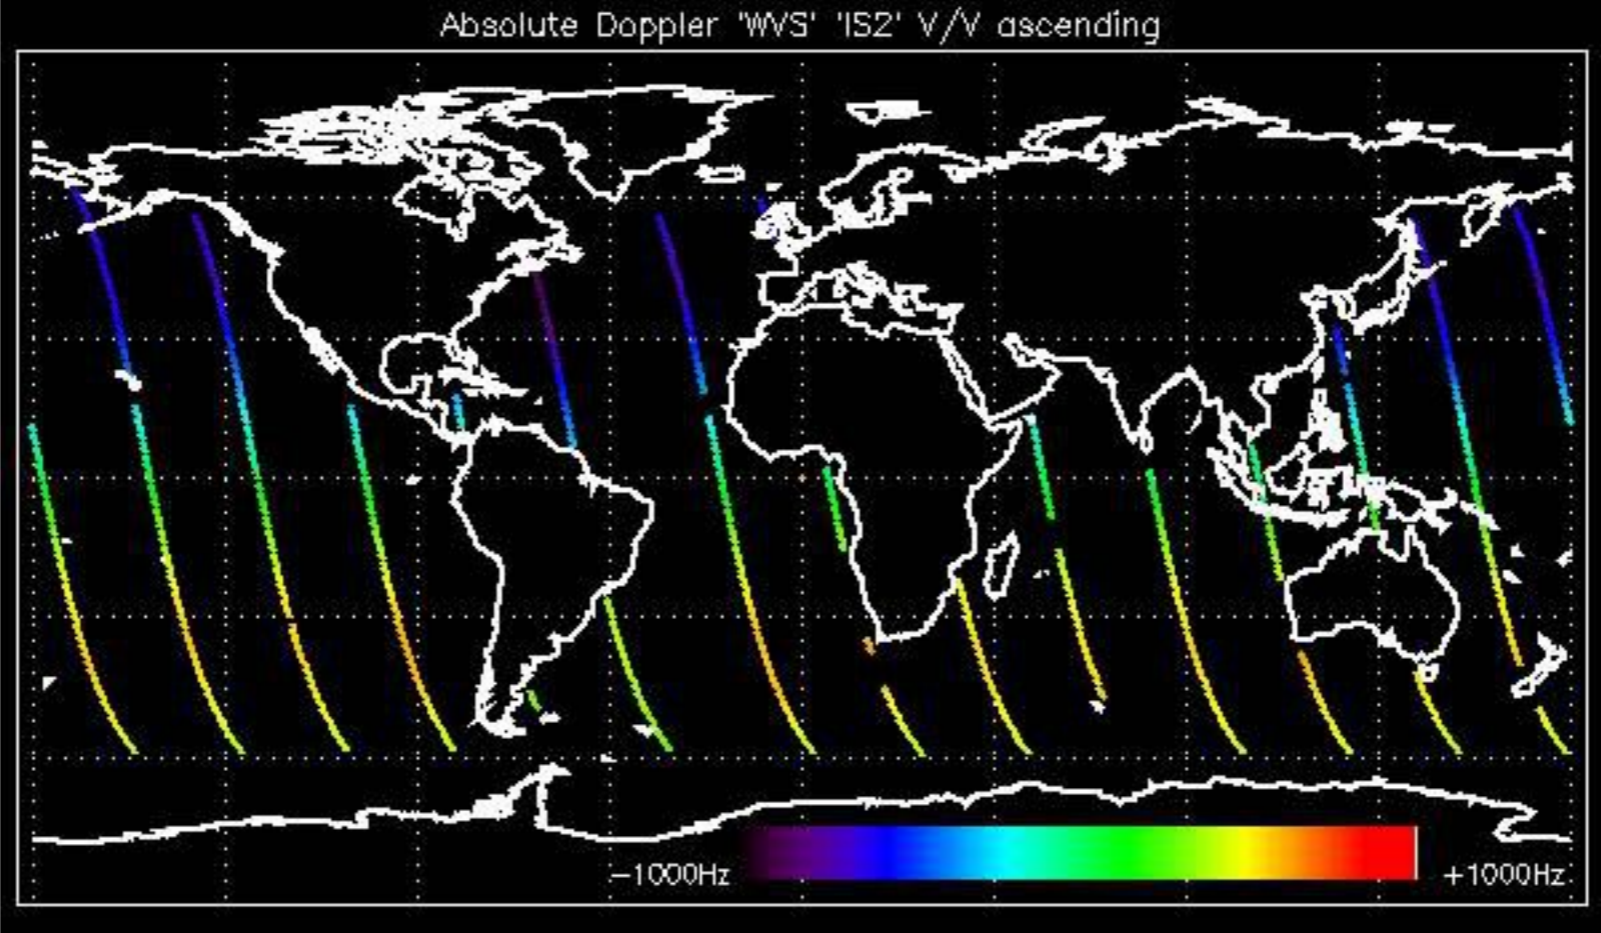 Absolute Doppler 'WVS' 'IS2' V/V ascending
-1000Hz +1000Hz